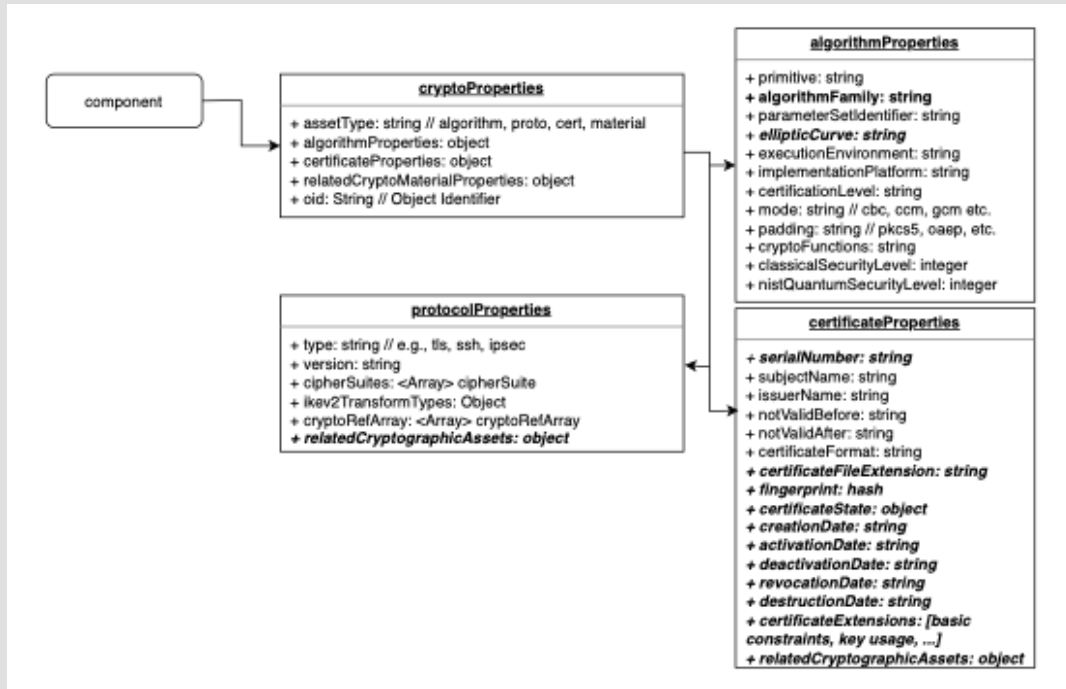 component
cryptoProperties
+ assetType: string // algorithm, proto, cert, material
+ algorithmProperties: object
+ certificateProperties: object
+ relatedCryptoMaterialProperties: object
+ oid: String // Object Identifier
algorithmProperties
+ primitive: string
+ algorithmFamily: string
+ parameterSetIdentifier: string
+ ellipticCurve: string
+ executionEnvironment: string
+ implementationPlatform: string
+ certificationLevel: string
+ mode: string // cbc, ccm, gcm etc.
+ padding: string // pkcs5, oaep, etc.
+ cryptoFunctions: string
+ classicalSecurityLevel: integer
+ nistQuantumSecurityLevel: integer
protocolProperties
+ type: string // e.g., tls, ssh, ipsec
+ version: string
+ cipherSuites: <Array> cipherSuite
+ ikev2TransformTypes: Object
+ cryptoRefArray: <Array> cryptoRefArray
+ relatedCryptographicAssets: object
certificateProperties
+ serialNumber: string
+ subjectName: string
+ issuerName: string
+ notValidBefore: string
+ notValidAfter: string
+ certificateFormat: string
+ certificateFileExtension: string
+ fingerprint: hash
+ certificateState: object
+ creationDate: string
+ activationDate: string
+ deactivationDate: string
+ revocationDate: string
+ destructionDate: string
+ certificateExtensions: [basic
constraints, key usage, ...]
+ relatedCryptographicAssets: object